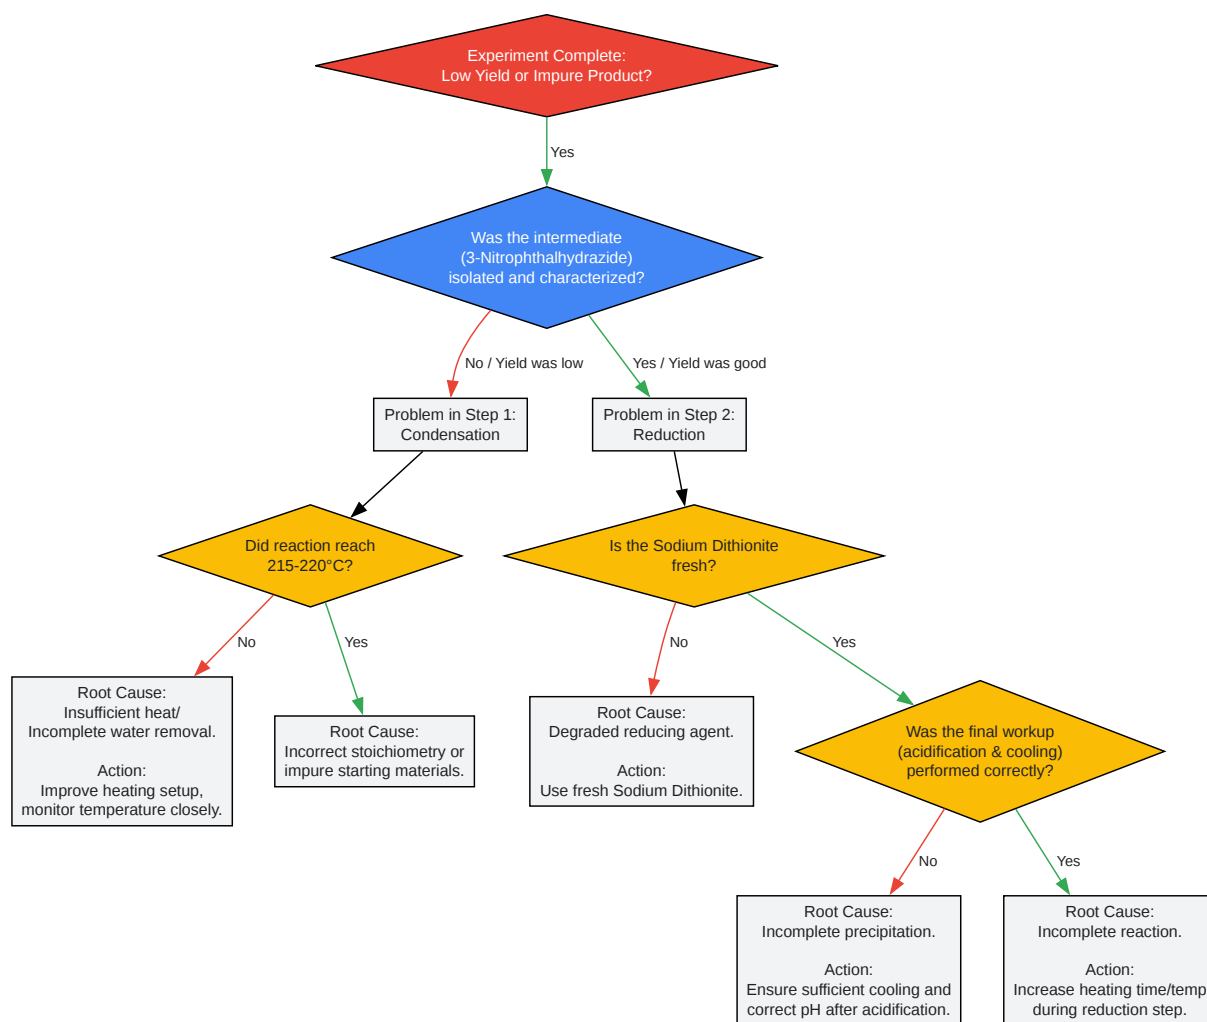 Experiment Complete:
Low Yield or Impure Product?
Yes
Was the intermediate
(3-Nitrophthalhydrazide)
isolated and characterized?
No / Yield was low
Yes / Yield was good
Problem in Step 1:
Condensation
Problem in Step 2:
Reduction
Did reaction reach
215-220°C?
Is the Sodium Dithionite
fresh?
No
Yes
No
Yes
Root Cause:
Insufficient heat/
Incomplete water removal.
Action:
Improve heating setup,
monitor temperature closely.
Root Cause:
Incorrect stoichiometry or
impure starting materials.
Root Cause:
Degraded reducing agent.
Action:
Use fresh Sodium Dithionite.
Was the final workup
(acidification & cooling)
performed correctly?
No
Yes
Root Cause:
Incomplete precipitation.
Action:
Ensure sufficient cooling and
correct pH after acidification.
Root Cause:
Incomplete reaction.
Action:
Increase heating time/temp
during reduction step.